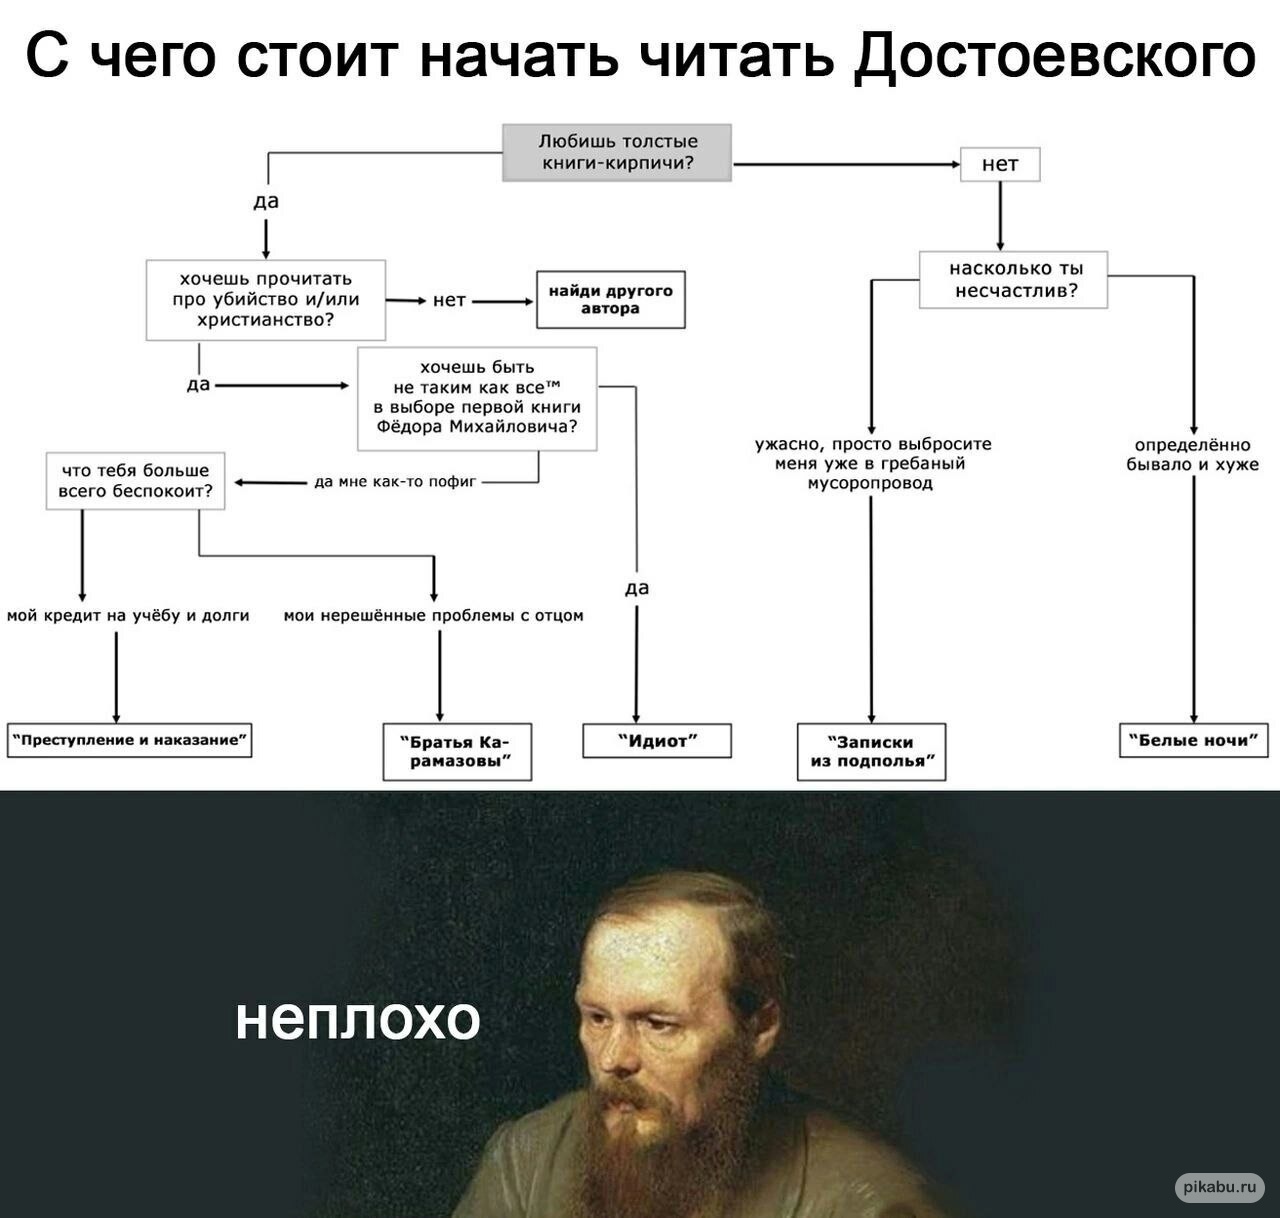 С чего стоит начать читать Достоевского
Любишь толстые
книги-кирпичи?
нет
да
хочешь прочитать
про убийство и/или
христианство?
нет
найди другого
автора
насколько ты
несчастлив?
да
хочешь быть
не таким как все™
в выборе первой книги
Фёдора Михайловича?
что тебя больше
всего беспокоит?
да мне как-то пофиг
ужасно, просто выбросите
меня уже в гребаный
мусоропровод
определённо
бывало и хуже
да
мой кредит на учёбу и долги
мои нерешённые проблемы с отцом
"Преступление и наказание"
"Братья Ка-
рамазовы"
"Идиот"
"Записки
из подполья"
"Белые ночи"
неплохо
pikabu.ru